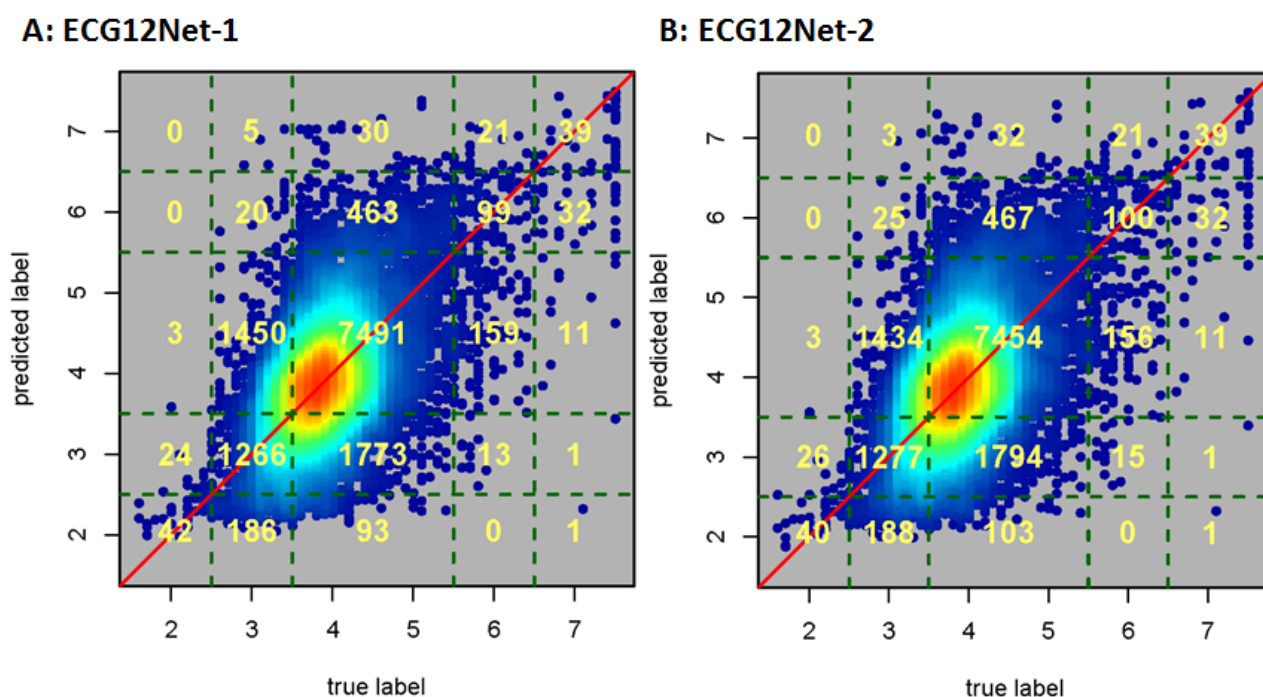 A: ECG12Net-1
B: ECG12Net-2
predicted label
7
6
5
4
3
2
0 5 30 21 39
0 20 463 99 32
3 1450 7491 159 11
24 1266 1773 13 1
42 186 93 0 1
2 3 4 5 6 7
true label
predicted label
7
6
5
4
3
2
0 3 32 21 39
0 25 467 100 32
3 1434 7454 156 11
26 1277 1794 15 1
40 188 103 0 1
2 3 4 5 6 7
true label